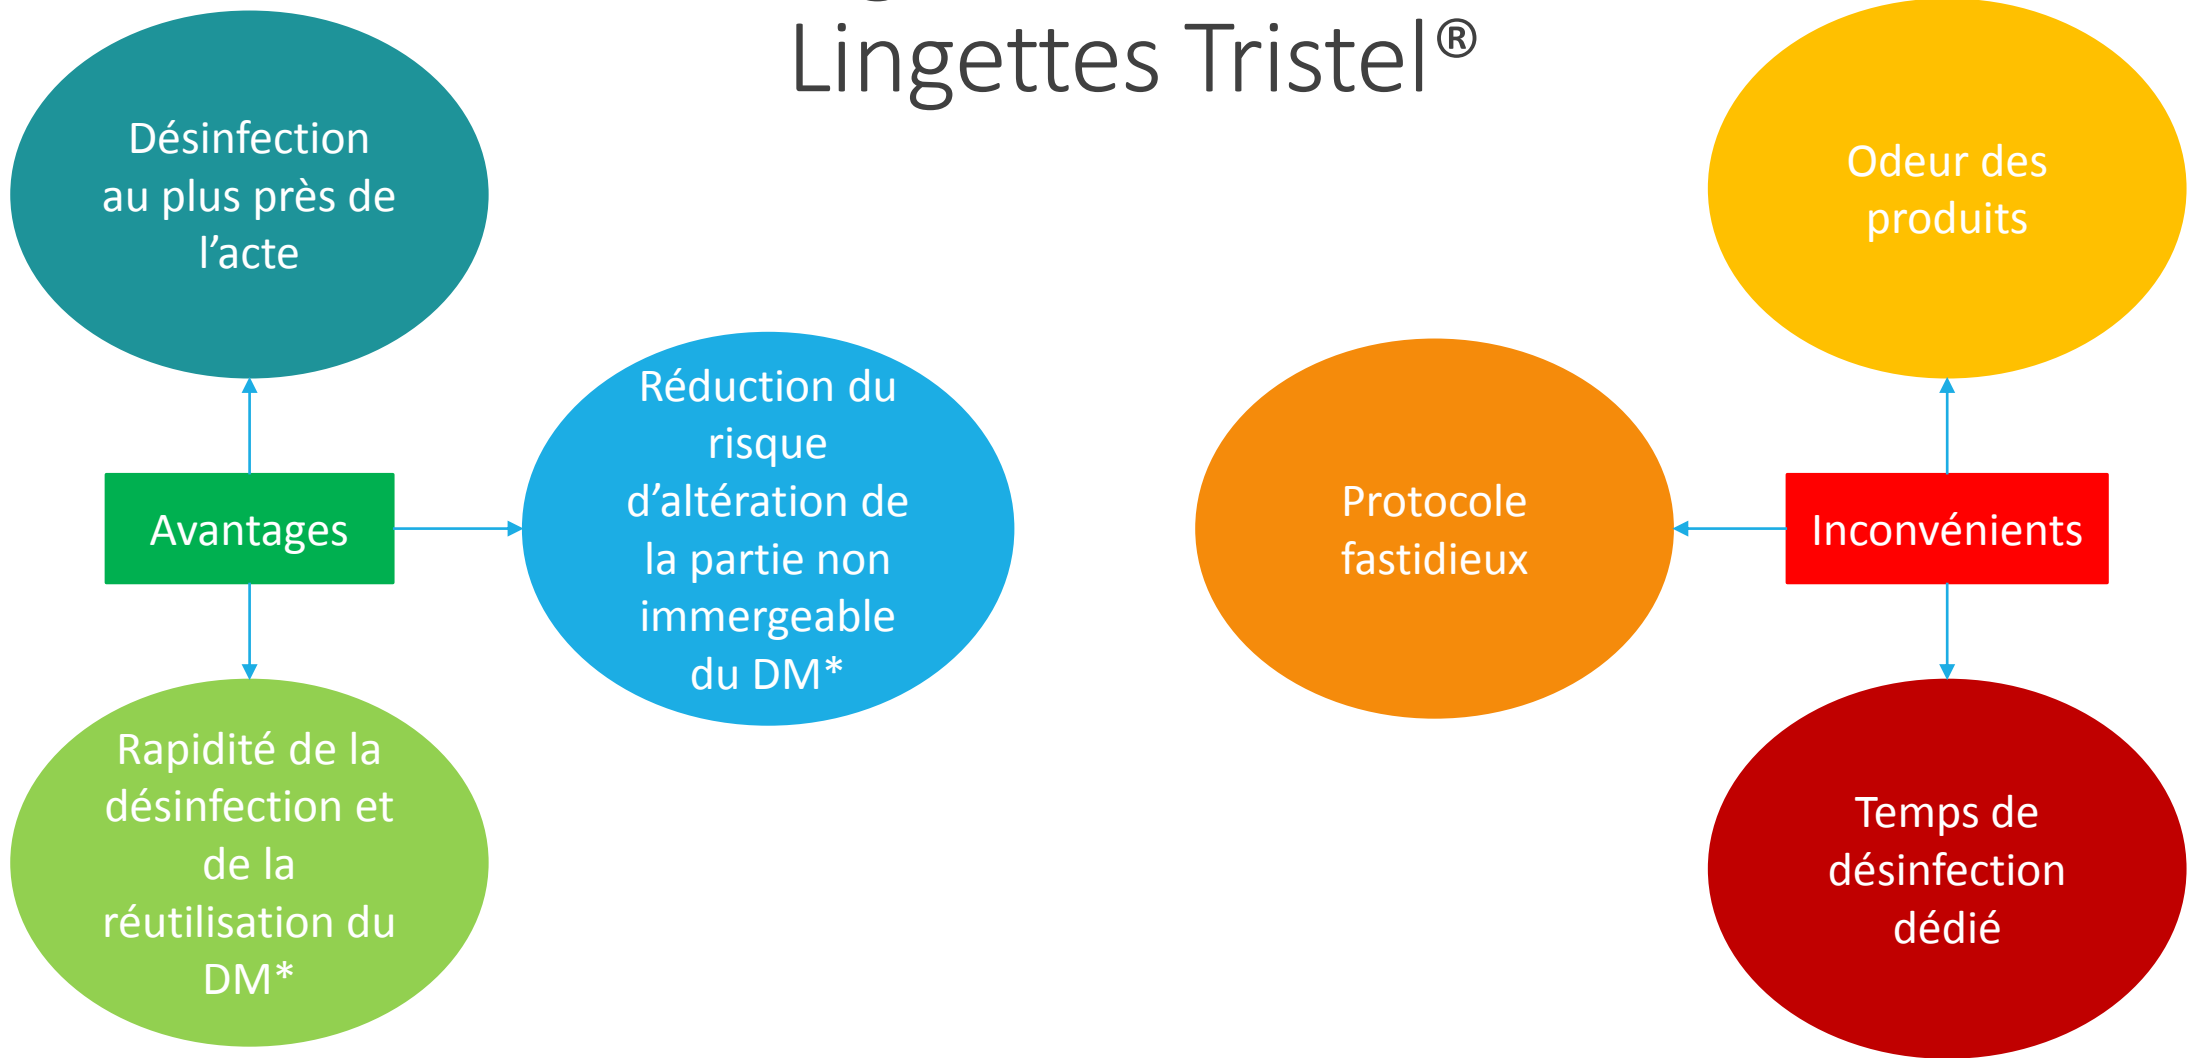 Lingettes Tristel®
Désinfection
au plus près de
l’acte
Avantages
Réduction du
risque
d’altération de
la partie non
immergeable
du DM*
Rapidité de la
désinfection et
de la
réutilisation du
DM*
Odeur des
produits
Protocole
fastidieux
Inconvénients
Temps de
désinfection
dédié